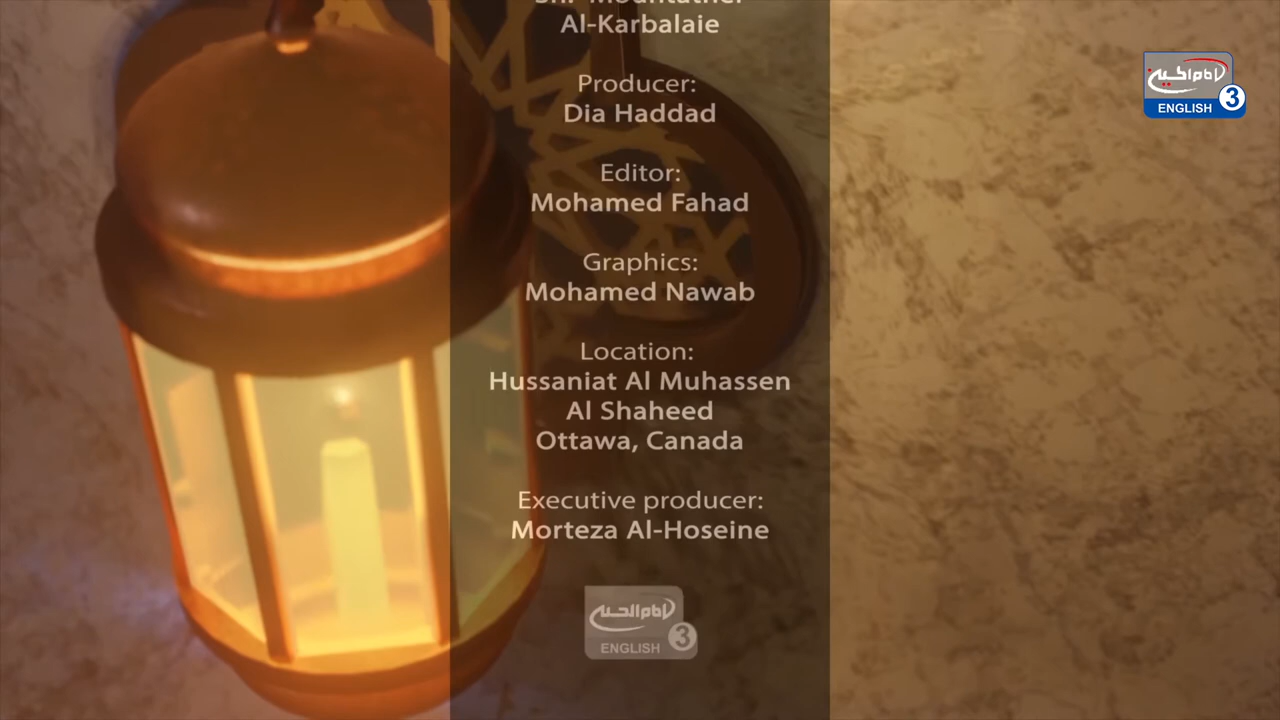 Al-Karbalaie
Producer:
Dia Haddad
Editor:
Mohamed Fahad
Graphics:
Mohamed Nawab
Location:
Hussaniat Al Muhassen
Al Shaheed
Ottawa, Canada
Executive producer:
Morteza Al-Hoseine
ENGLISH
3
ENGLISH
3